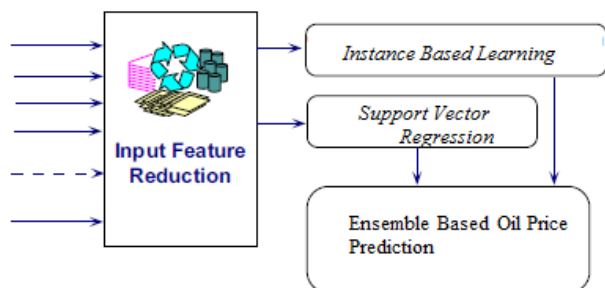 Instance Based Learning
Support Vector
Regression
Input Feature
Reduction
Ensemble Based Oil Price
Prediction